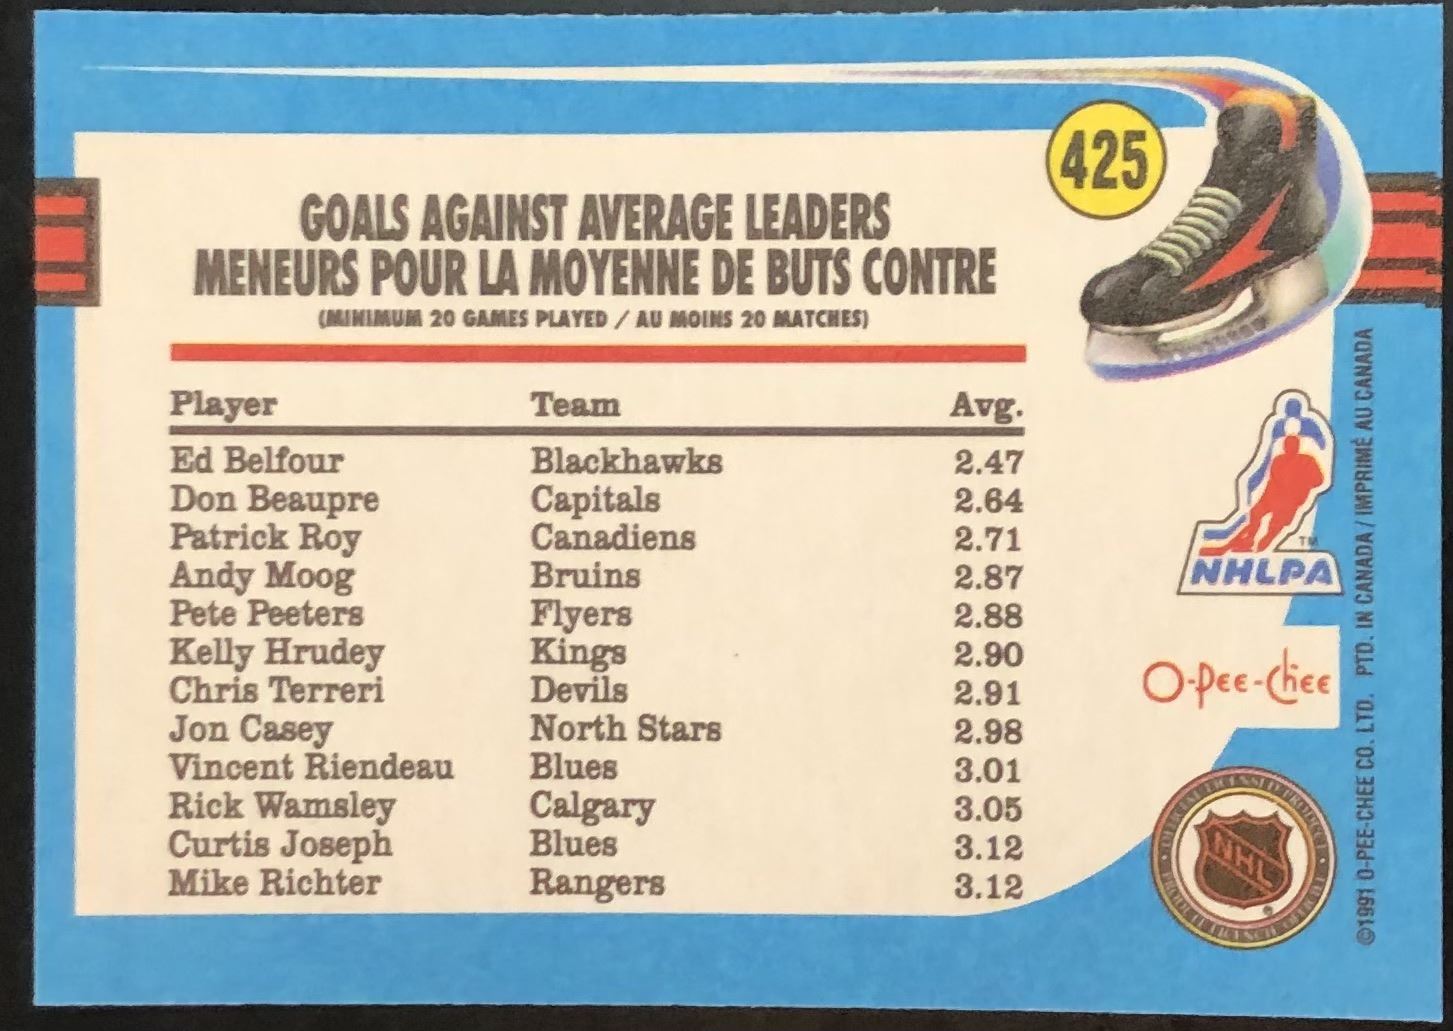 425
GOALS AGAINST AVERAGE LEADERS
MENEURS POUR LA MOYENNE DE BUTS CONTRE
(MINIMUM 20 GAMES PLAYED / AU MOINS 20 MATCHES)
Player Team Avg.
Ed Belfour Blackhawks 2.47
Don Beaupre Capitals 2.64
Patrick Roy Canadiens 2.71
Andy Moog Bruins 2.87
Pete Peeters Flyers 2.88
Kelly Hrudey Kings 2.90
Chris Terreri Devils 2.91
Jon Casey North Stars 2.98
Vincent Riendeau Blues 3.01
Rick Wamsley Calgary 3.05
Curtis Joseph Blues 3.12
Mike Richter Rangers 3.12
TM
NHLPA
O-Pee-Chee
NHL
®
©1991 O-PEE-CHEE CO. LTD. PTD. IN CANADA / IMPRIMÉ AU CANADA